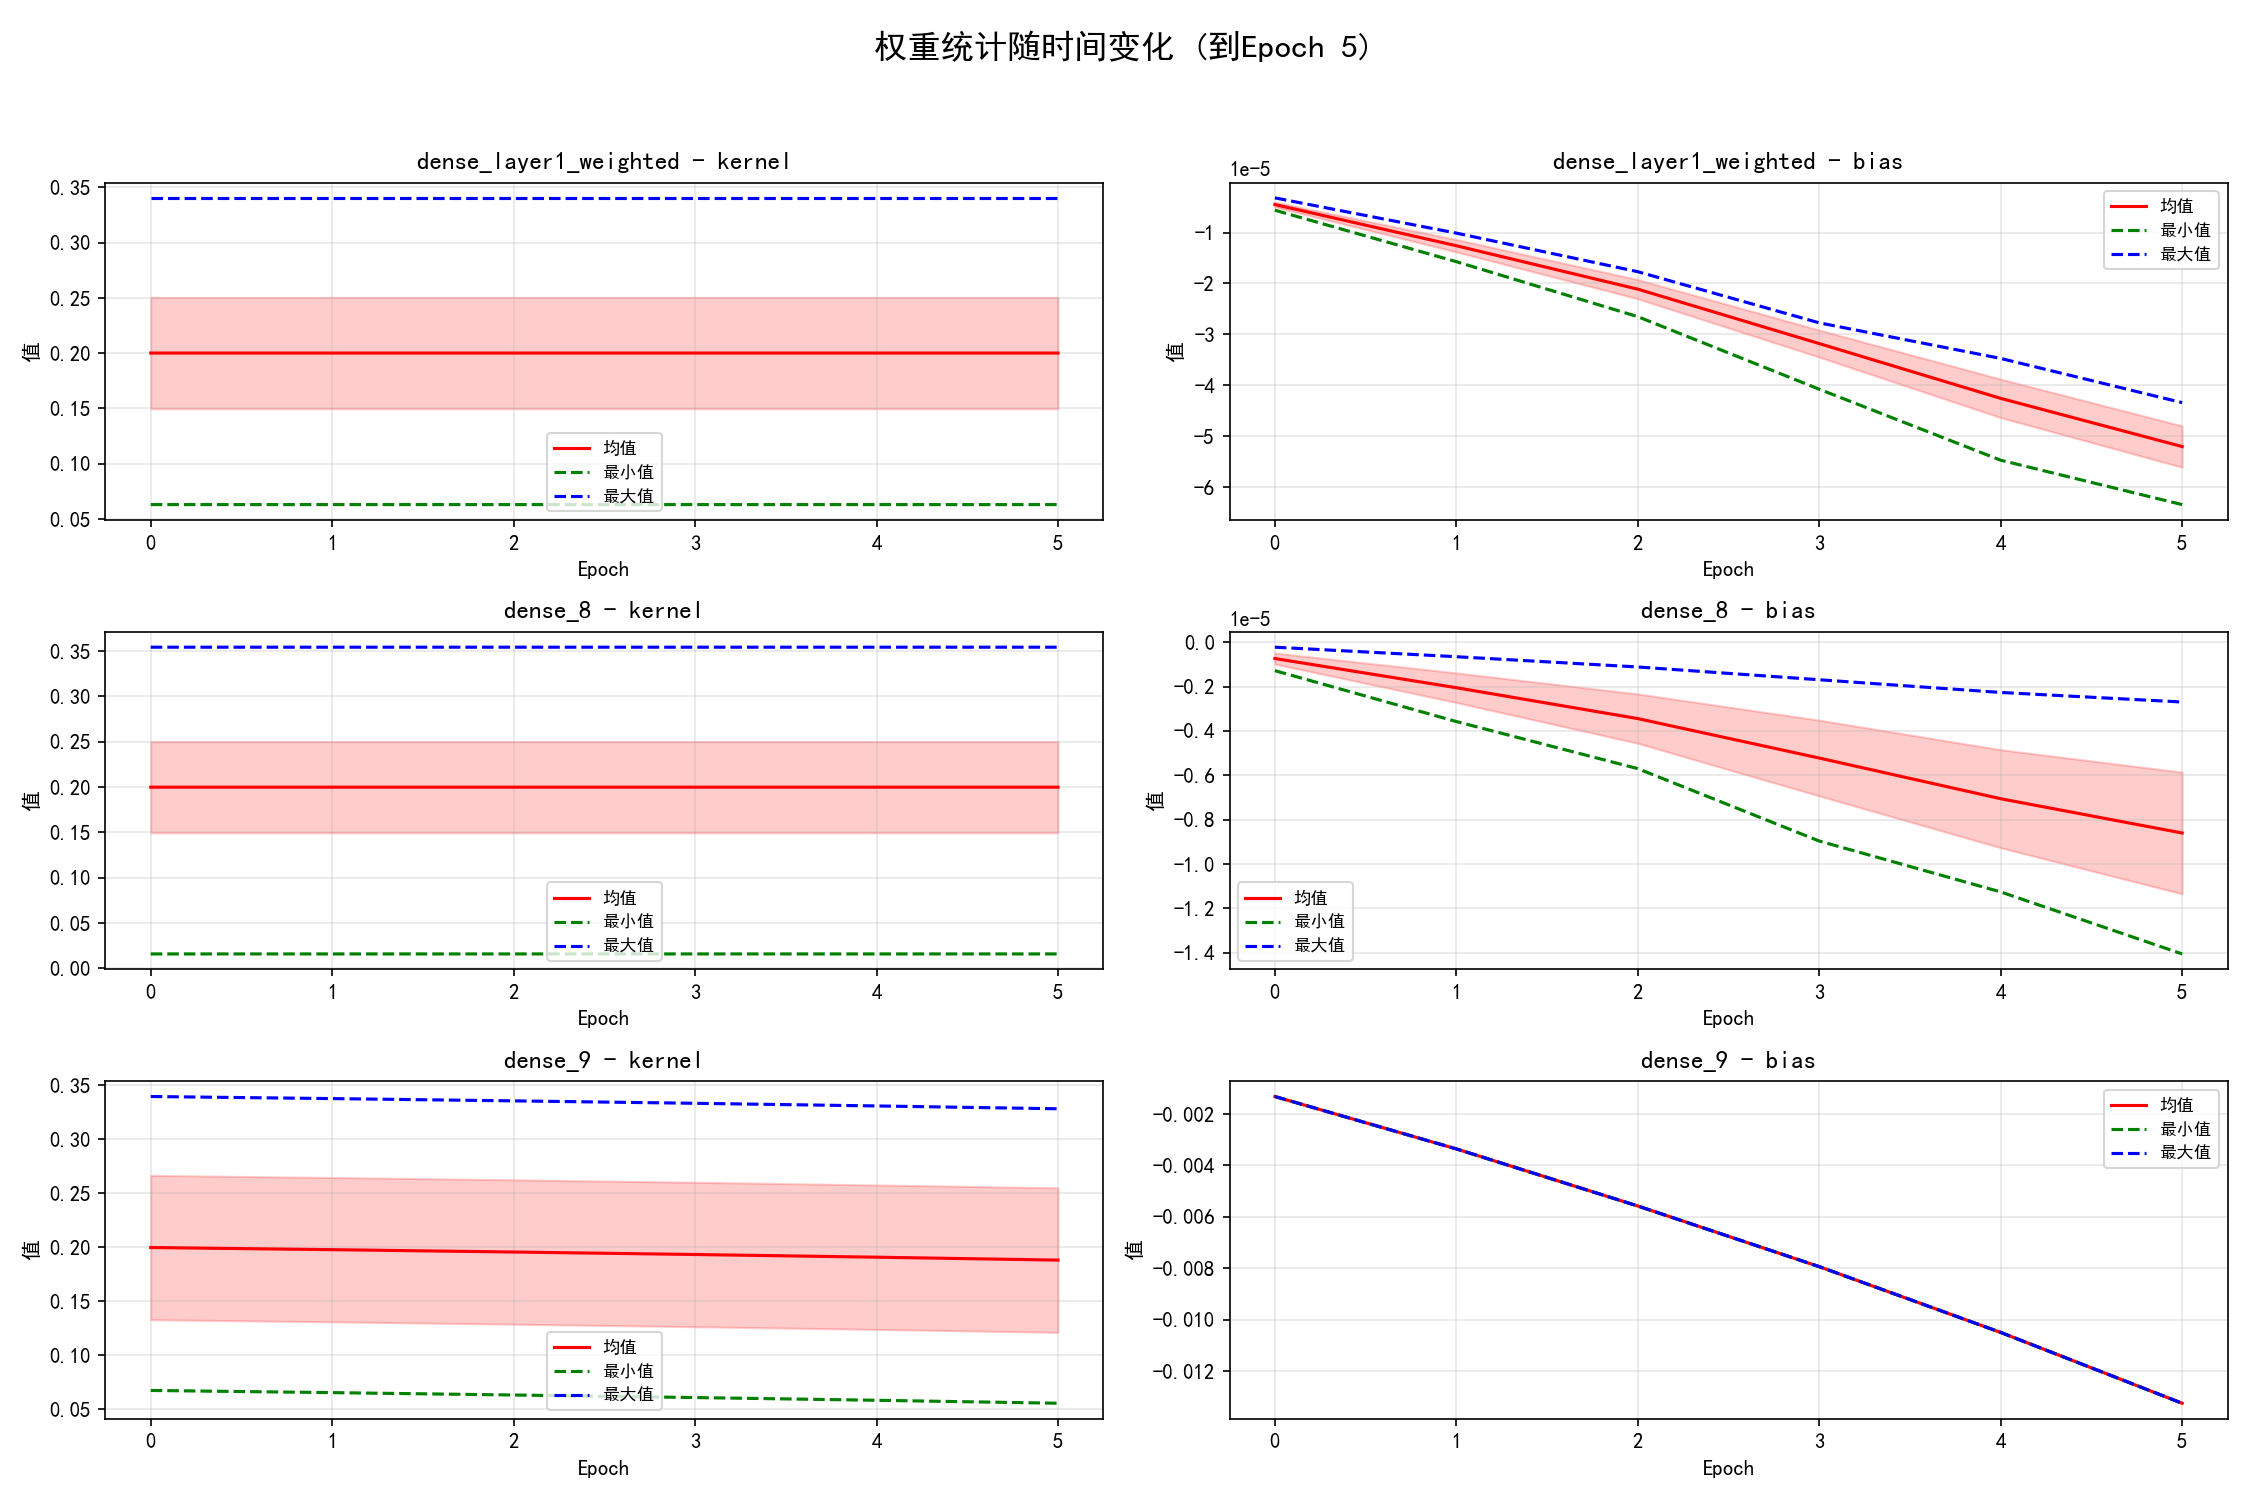 权重统计随时间变化 (到Epoch 5)
dense_layer1_weighted - kernel
值
0.35
0.30
0.25
0.20
0.15
0.10
0.05
0 1 2 3 4 5
Epoch
均值
最小值
最大值
dense_layer1_weighted - bias
1e-5
值
-1
-2
-3
-4
-5
-6
0 1 2 3 4 5
Epoch
均值
最小值
最大值
dense_8 - kernel
值
0.35
0.30
0.25
0.20
0.15
0.10
0.05
0.00
0 1 2 3 4 5
Epoch
均值
最小值
最大值
dense_8 - bias
1e-5
值
0.0
-0.2
-0.4
-0.6
-0.8
-1.0
-1.2
-1.4
0 1 2 3 4 5
Epoch
均值
最小值
最大值
dense_9 - kernel
值
0.35
0.30
0.25
0.20
0.15
0.10
0.05
0 1 2 3 4 5
Epoch
均值
最小值
最大值
dense_9 - bias
值
-0.002
-0.004
-0.006
-0.008
-0.010
-0.012
0 1 2 3 4 5
Epoch
均值
最小值
最大值